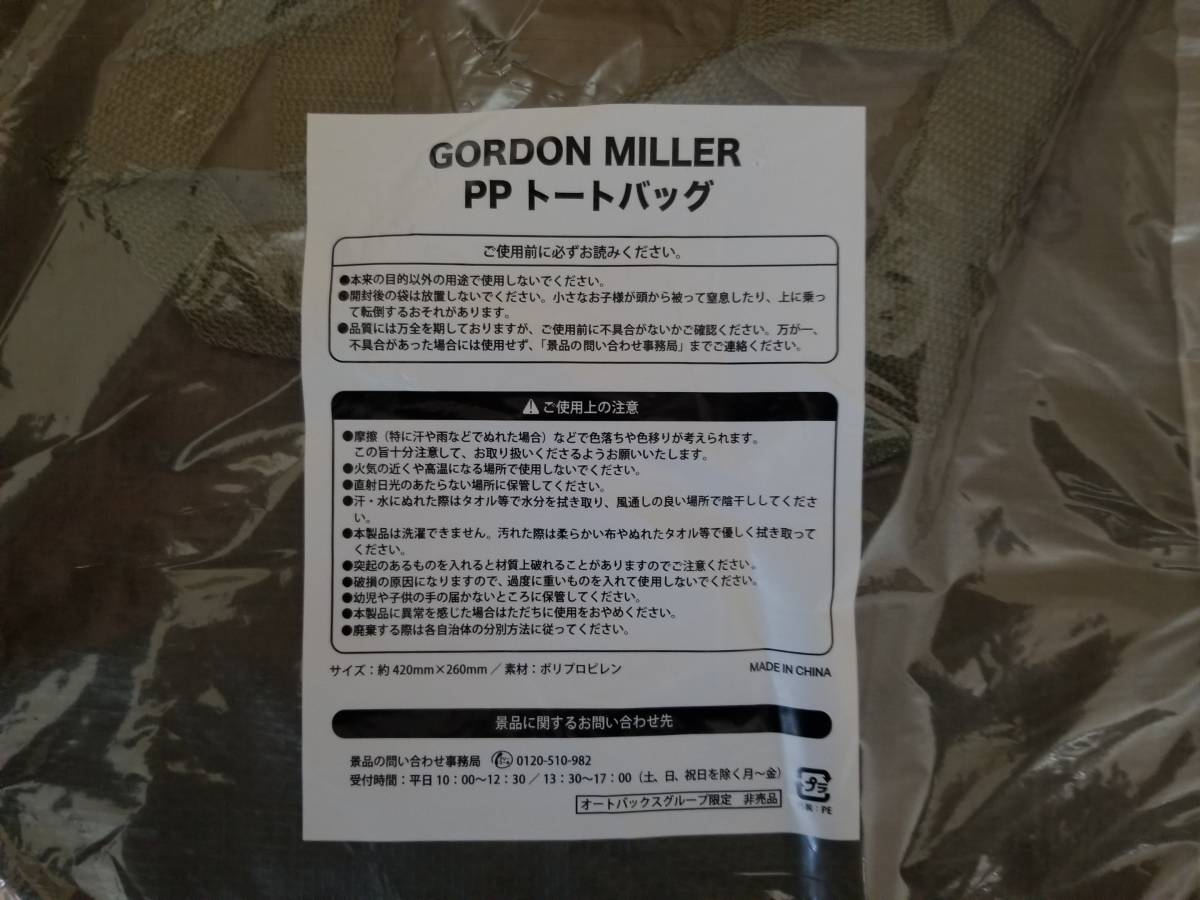 GORDON MILLER
PP トートバッグ
ご使用前に必ずお読みください。
●本来の目的以外の用途で使用しないでください。
●開封後の袋は放置しないでください。小さなお子様が頭から被って窒息したり、上に乗っ
て転倒するおそれがあります。
●品質には万全を期しておりますが、ご使用前に不具合がないかご確認ください。万が一、
不具合があった場合には使用せず、「景品の問い合わせ事務局」までご連絡ください。
ご使用上の注意
●摩擦（特に汗や雨などでぬれた場合）などで色落ちや色移りが考えられます。
この旨十分注意して、お取り扱いくださるようお願いいたします。
●火気の近くや高温になる場所で使用しないでください。
●直射日光のあたらない場所に保管してください。
●汗・水にぬれた際はタオル等で水分を拭き取り、風通しの良い場所で陰干ししてくださ
い。
●本製品は洗濯できません。汚れた際は柔らかい布やぬれたタオル等で優しく拭き取って
ください。
●突起のあるものを入れると材質上破れることがありますのでご注意ください。
●破損の原因になりますので、過度に重いものを入れて使用しないでください。
●幼児や子供の手の届かないところに保管してください。
●本製品に異常を感じた場合はただちに使用をおやめください。
●廃棄する際は各自治体の分別方法に従ってください。
サイズ：約 420mm×260mm ／ 素材：ポリプロピレン MADE IN CHINA
景品に関するお問い合わせ先
景品の問い合わせ事務局 0120-510-982
受付時間：平日 10：00～12：30 ／ 13：30～17：00（土、日、祝日を除く月～金）
オートバックスグループ限定 非売品
プラ
：PE